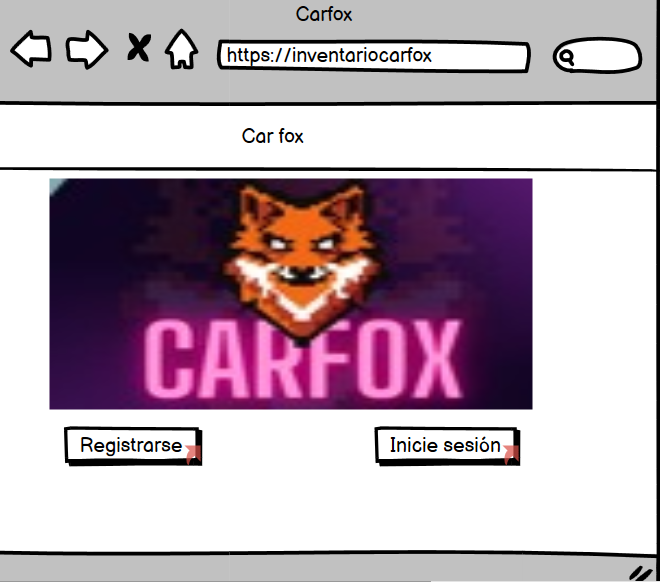 Carfox
https://inventariocarfox
Car fox
CARFOX
Registrarse
Inicie sesión